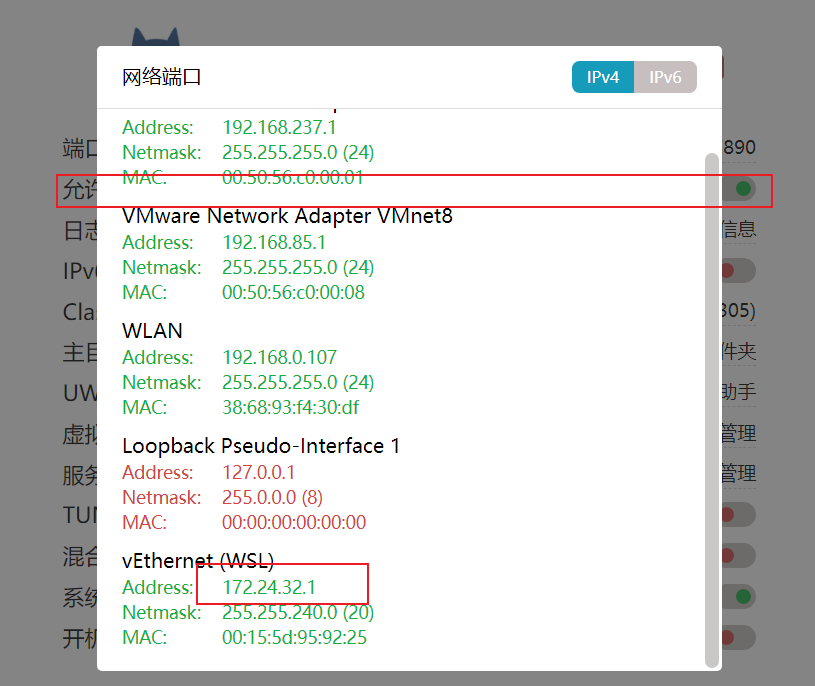 网络端口
IPv4 IPv6
Address: 192.168.237.1
Netmask: 255.255.255.0 (24)
MAC: 00:50:56:c0:00:01
VMware Network Adapter VMnet8
Address: 192.168.85.1
Netmask: 255.255.255.0 (24)
MAC: 00:50:56:c0:00:08
WLAN
Address: 192.168.0.107
Netmask: 255.255.255.0 (24)
MAC: 38:68:93:f4:30:df
Loopback Pseudo-Interface 1
Address: 127.0.0.1
Netmask: 255.0.0.0 (8)
MAC: 00:00:00:00:00:00
vEthernet (WSL)
Address: 172.24.32.1
Netmask: 255.255.240.0 (20)
MAC: 00:15:5d:95:92:25
端口
890
允许
日志
信息
IPv6
Cla
305)
主目
件夹
UW
助手
虚拟
管理
服务
管理
TUN
混合
系统
开机